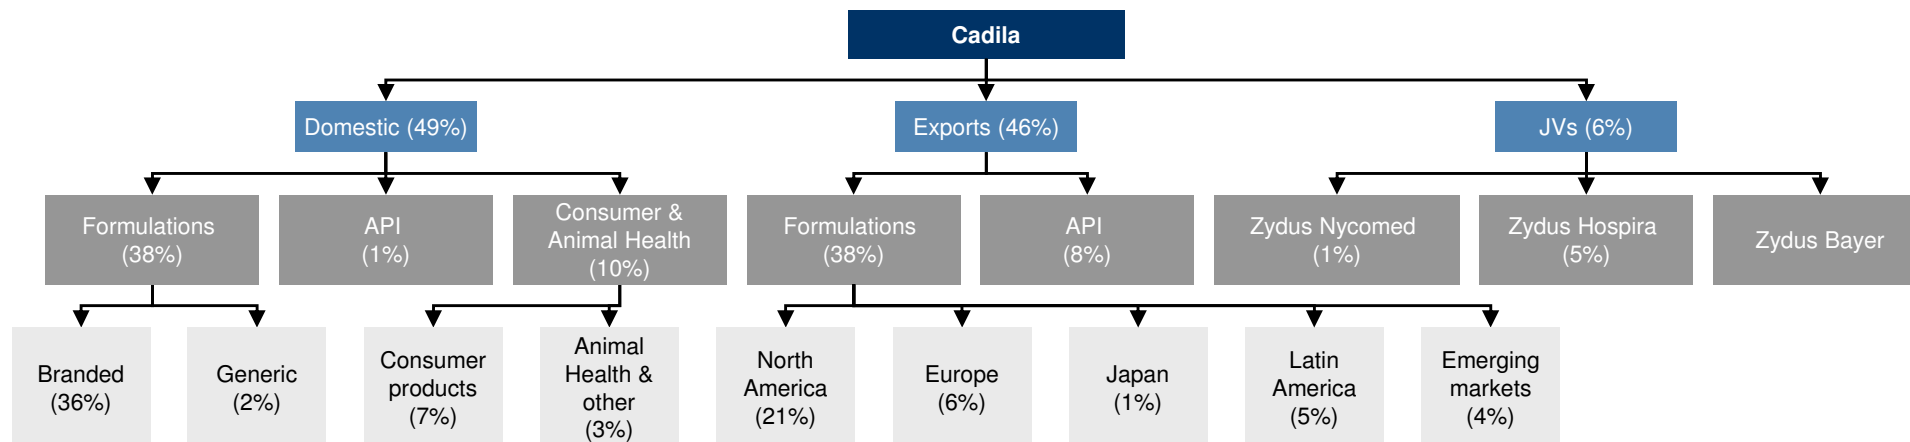 Cadila
Domestic (49%)
Exports (46%)
JVs (6%)
Formulations
(38%)
API
(1%)
Consumer &
Animal Health
(10%)
Formulations
(38%)
API
(8%)
Zydus Nycomed
(1%)
Zydus Hospira
(5%)
Zydus Bayer
Branded
(36%)
Generic
(2%)
Consumer
products
(7%)
Animal
Health &
other
(3%)
North
America
(21%)
Europe
(6%)
Japan
(1%)
Latin
America
(5%)
Emerging
markets
(4%)